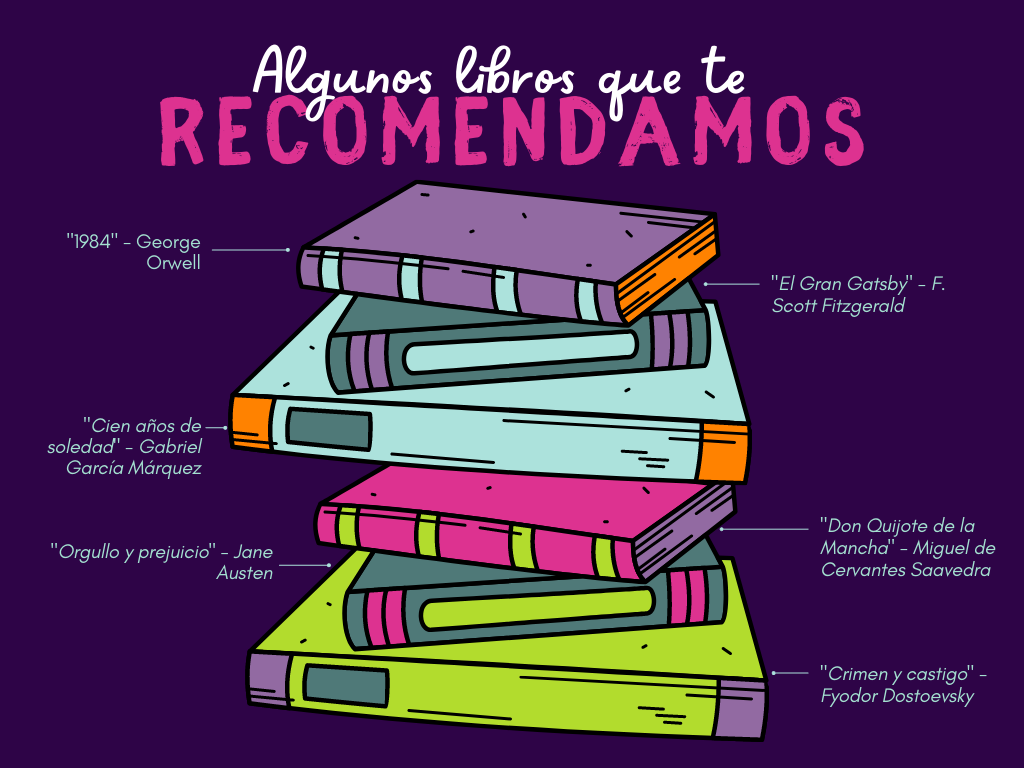 Algunos libros que te
RECOMENDAMOS
"1984" - George
Orwell
"El Gran Gatsby" - F.
Scott Fitzgerald
"Cien años de
soledad" - Gabriel
García Márquez
"Don Quijote de la
Mancha" - Miguel de
Cervantes Saavedra
"Orgullo y prejuicio" - Jane
Austen
"Crimen y castigo" -
Fyodor Dostoevsky